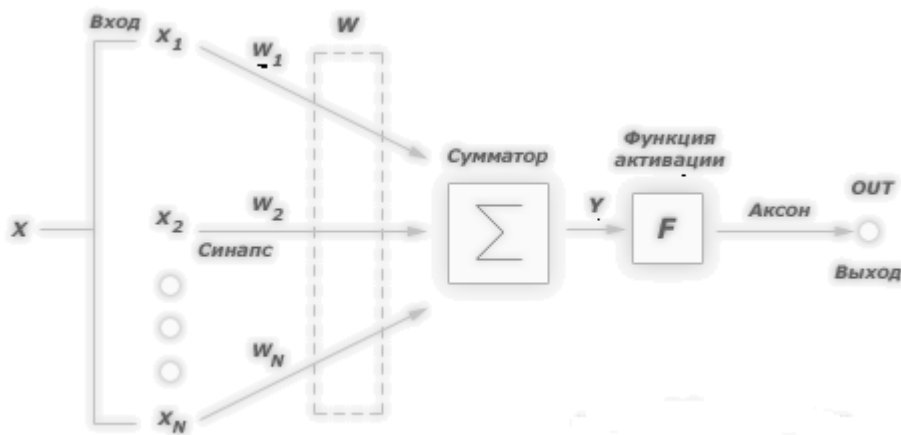 Вход
X1
W1
W
Сумматор
Функция
активации
X
X2
W2
Синапс
Σ
Y
F
Аксон
OUT
Выход
WN
XN